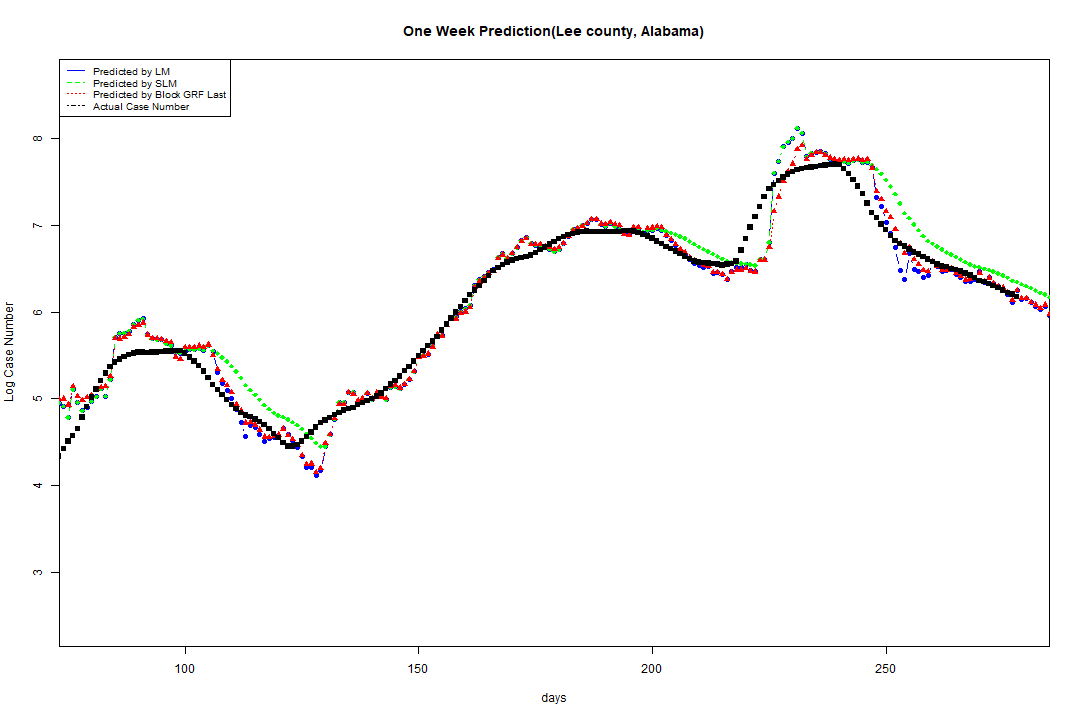 One Week Prediction(Lee county, Alabama)
Predicted by LM
Predicted by SLM
Predicted by Block GRF Last
Actual Case Number
8
7
6
5
4
3
Log Case Number
100 150 200 250
days